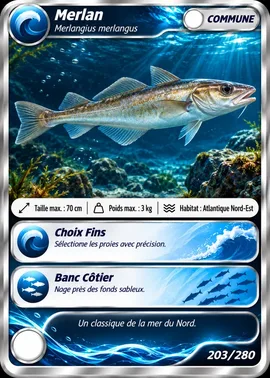 Merlan
Merlangius merlangus
COMMUNE
Taille max. : 70 cm | Poids max. : 3 kg | Habitat : Atlantique Nord-Est
Choix Fins
Sélectionne les proies avec précision.
Banc Côtier
Nage près des fonds sableux.
Un classique de la mer du Nord.
203/280